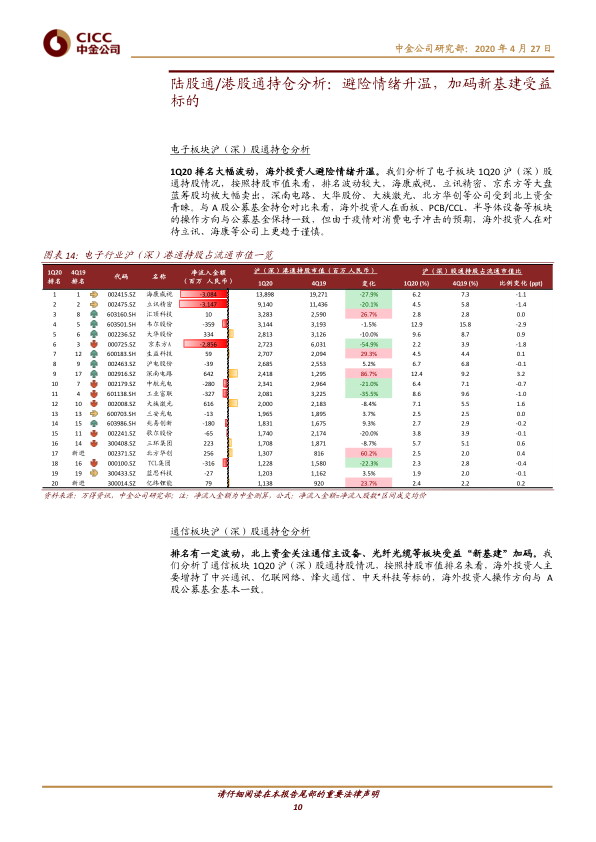 CICC
中金公司
中金公司研究部：2020 年 4 月 27 日
陆股通/港股通持仓分析：避险情绪升温，加码新基建受益
标的
电子板块沪（深）股通持仓分析
1Q20 排名大幅波动，海外投资人避险情绪升温。我们分析了电子板块 1Q20 沪（深）股
通持股情况，按照持股市值来看，排名波动较大，海康威视、立讯精密、京东方等大盘
蓝筹股均被大幅卖出，深南电路、大华股份、大族激光、北方华创等公司受到北上资金
青睐。与 A 股公募基金持仓对比来看，海外投资人在面板、PCB/CCL、半导体设备等板块
的操作方向与公募基金保持一致，但由于疫情对消费电子冲击的预期，海外投资人在对
待立讯、海康等公司上更趋于谨慎。
图表 14：电子行业沪（深）港通持股占流通市值一览
1Q20 4Q19 代码 名称 净流入金额 沪（深）港通持股市值（百万 人民币） 沪（深）股通持股占流通市值比
排名 排名 （百万 人民币） 1Q20 4Q19 变化 1Q20 (%) 4Q19 (%) 比例变化 (ppt)
1 1 002415.SZ 海康威视 -3,084 13,898 19,271 -27.9% 6.2 7.3 -1.1
2 2 002475.SZ 立讯精密 -3,147 9,140 11,436 -20.1% 4.5 5.8 -1.4
3 8 603160.SH 汇顶科技 10 3,283 2,590 26.7% 2.8 2.8 0.0
4 5 603501.SH 韦尔股份 -359 3,144 3,193 -1.5% 12.9 15.8 -2.9
5 6 002236.SZ 大华股份 334 2,813 3,126 -10.0% 9.6 8.7 0.9
6 3 000725.SZ 京东方A -2,856 2,723 6,031 -54.9% 2.2 3.9 -1.8
7 12 600183.SH 生益科技 59 2,707 2,094 29.3% 4.5 4.4 0.1
8 9 002463.SZ 沪电股份 -39 2,685 2,553 5.2% 6.7 6.8 -0.1
9 17 002916.SZ 深南电路 642 2,418 1,295 86.7% 12.4 9.2 3.2
10 7 002179.SZ 中航光电 -280 2,341 2,964 -21.0% 6.4 7.1 -0.7
11 4 601138.SH 工业富联 -327 2,081 3,225 -35.5% 8.6 9.6 -1.0
12 10 002008.SZ 大族激光 616 2,000 2,183 -8.4% 7.1 5.5 1.6
13 13 600703.SH 三安光电 -13 1,965 1,895 3.7% 2.5 2.5 0.0
14 15 603986.SH 兆易创新 -180 1,831 1,675 9.3% 2.7 2.9 -0.2
15 11 002241.SZ 歌尔股份 -65 1,740 2,174 -20.0% 3.8 3.9 -0.1
16 14 300408.SZ 三环集团 223 1,708 1,871 -8.7% 5.7 5.1 0.6
17 新进 002371.SZ 北方华创 256 1,307 816 60.2% 2.5 2.0 0.4
18 16 000100.SZ TCL集团 -316 1,228 1,580 -22.3% 2.3 2.8 -0.4
19 19 300433.SZ 蓝思科技 -27 1,203 1,162 3.5% 1.9 2.0 -0.1
20 新进 300014.SZ 亿纬锂能 79 1,138 920 23.7% 2.4 2.2 0.2
资料来源：万得资讯，中金公司研究部；注：净流入金额为中金测算，公式：净流入金额=净流入股数*区间成交均价
通信板块沪（深）股通持仓分析
排名有一定波动，北上资金关注通信主设备、光纤光缆等板块受益“新基建”加码。我
们分析了通信板块 1Q20 沪（深）股通持股情况，按照持股市值排名来看，海外投资人主
要增持了中兴通讯、亿联网络、烽火通信、中天科技等标的，海外投资人操作方向与 A
股公募基金基本一致。
请仔细阅读在本报告尾部的重要法律声明
10